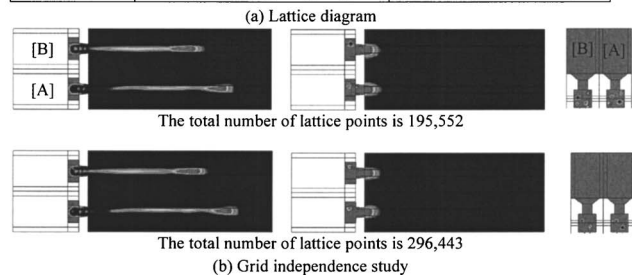 (a) Lattice diagram
[B]
[B] [A]
[A]
The total number of lattice points is 195,552
The total number of lattice points is 296,443
(b) Grid independence study